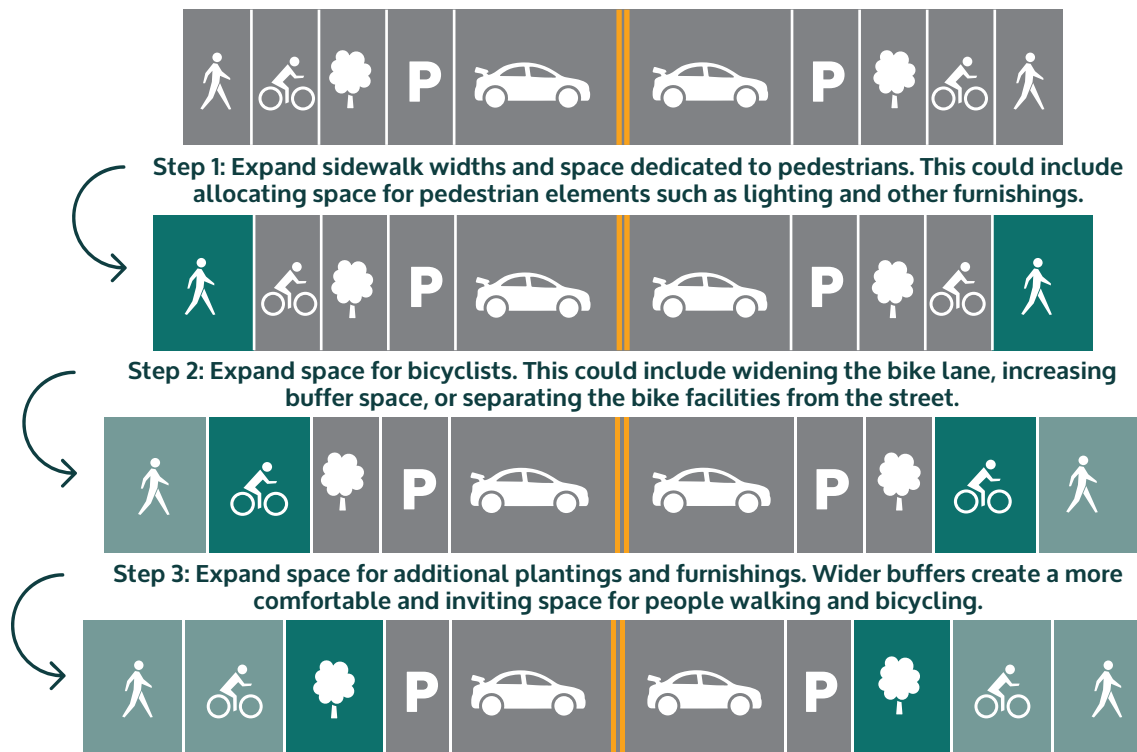 P P
Step 1: Expand sidewalk widths and space dedicated to pedestrians. This could include
allocating space for pedestrian elements such as lighting and other furnishings.
P P
Step 2: Expand space for bicyclists. This could include widening the bike lane, increasing
buffer space, or separating the bike facilities from the street.
P P
Step 3: Expand space for additional plantings and furnishings. Wider buffers create a more
comfortable and inviting space for people walking and bicycling.
P P